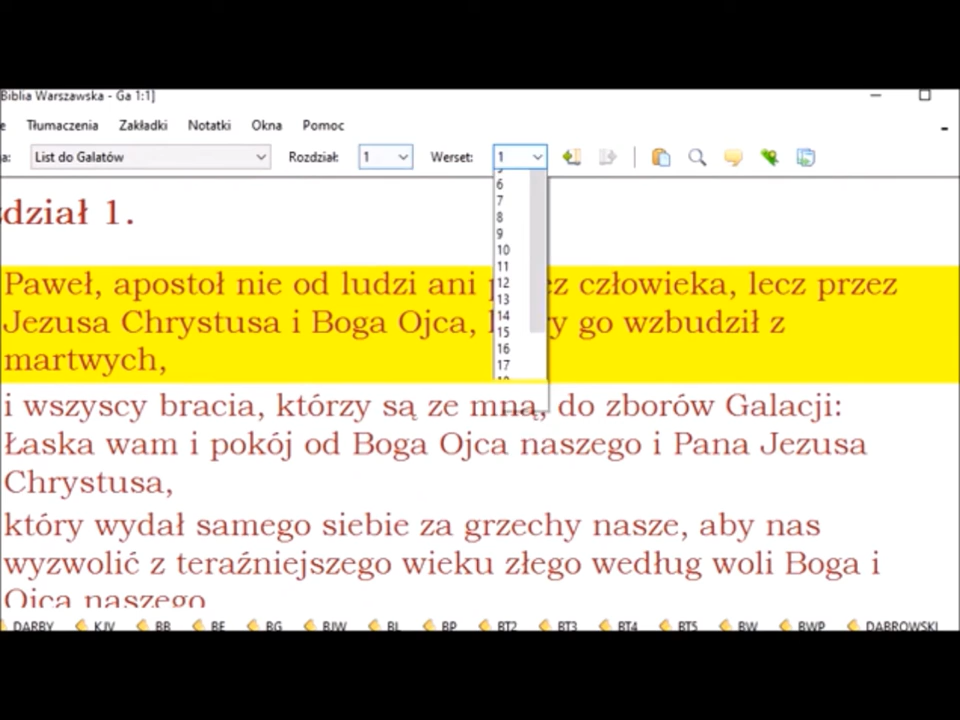 Biblia Warszawska - Ga 1:1]
Tłumaczenia Zakładki Notatki Okna Pomoc
a: List do Galatów Rozdział: 1 Werset: 1
6
7
8
9
10
11
12
13
14
15
16
17
dział 1.
Paweł, apostoł nie od ludzi ani człowieka, lecz przez
Jezusa Chrystusa i Boga Ojca, go wzbudził z
martwych,
i wszyscy bracia, którzy są ze mną, do zborów Galacji:
Łaska wam i pokój od Boga Ojca naszego i Pana Jezusa
Chrystusa,
który wydał samego siebie za grzechy nasze, aby nas
wyzwolić z teraźniejszego wieku złego według woli Boga i
Ojca naszego
DARBY KJV BB BE BG BJW BL BP BT2 BT3 BT4 BT5 BW BWP DABROWSKI